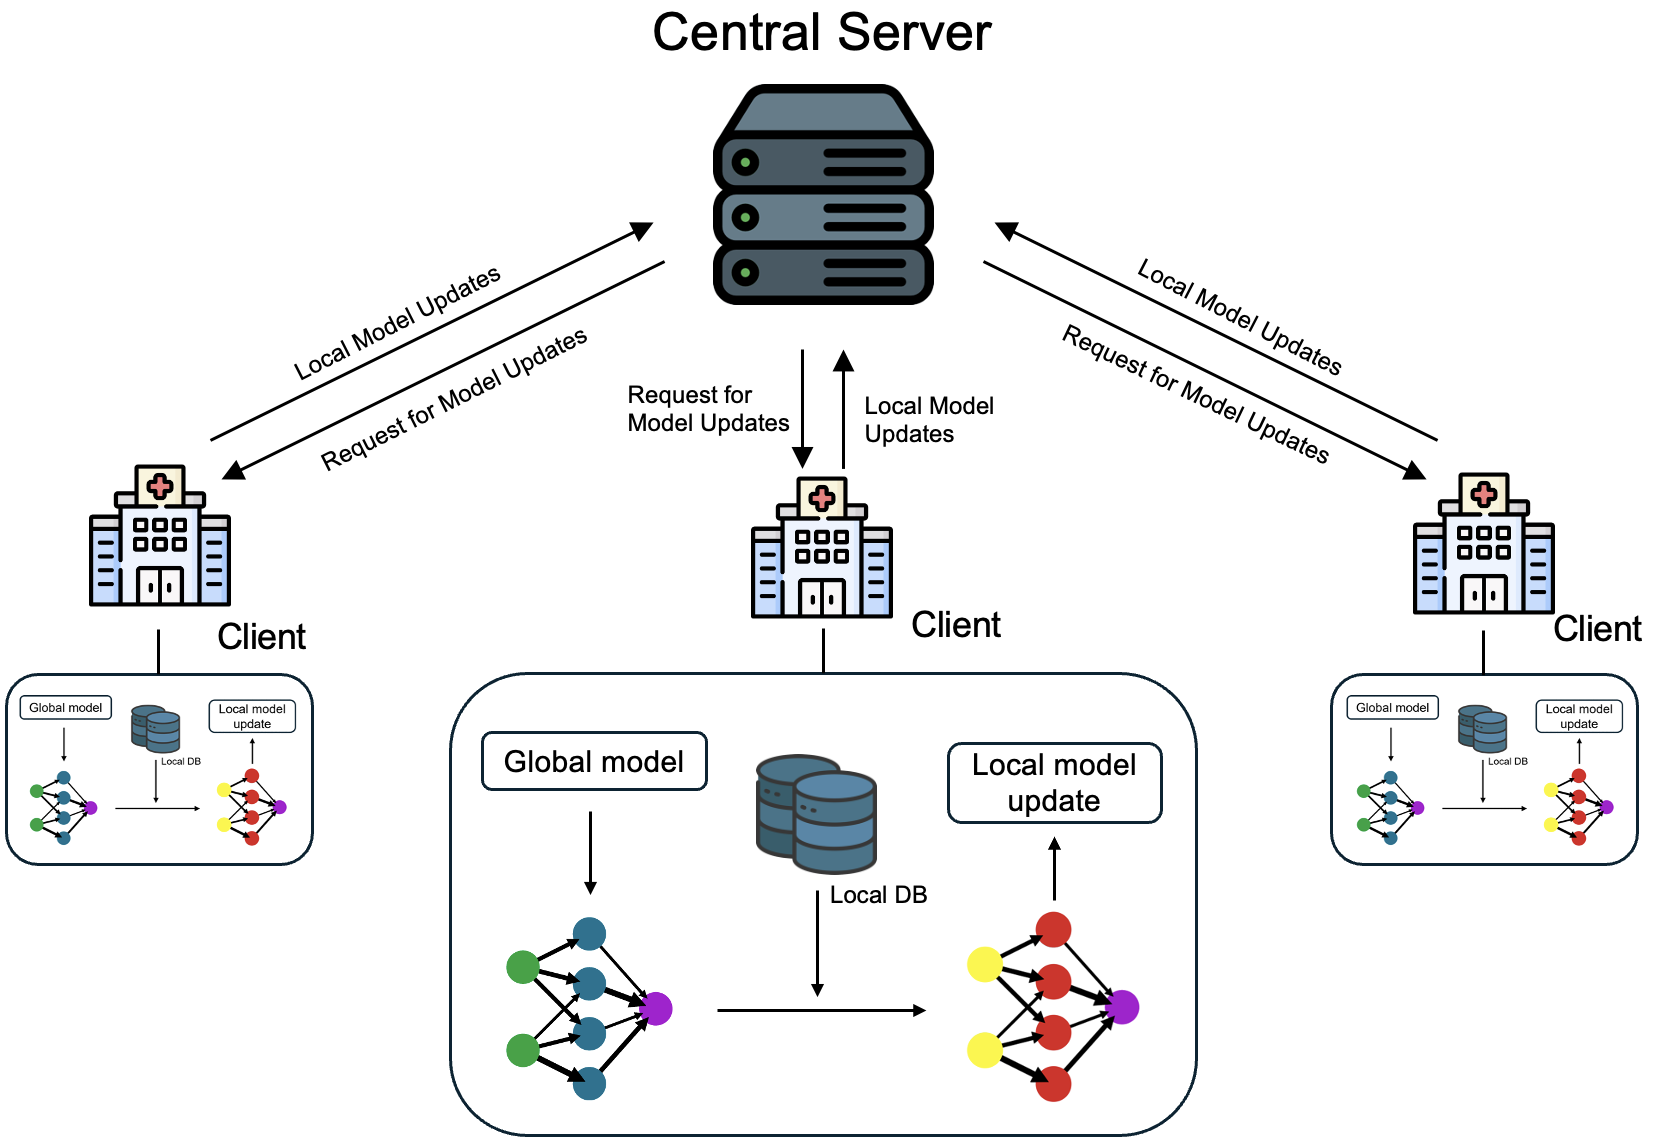 Central Server
Local Model Updates
Request for Model Updates
Request for
Model Updates
Local Model
Updates
Local Model Updates
Request for Model Updates
Client
Client
Client
Global model
Local DB
Local model
update
Global model
Local DB
Local model
update
Global model
Local DB
Local model
update